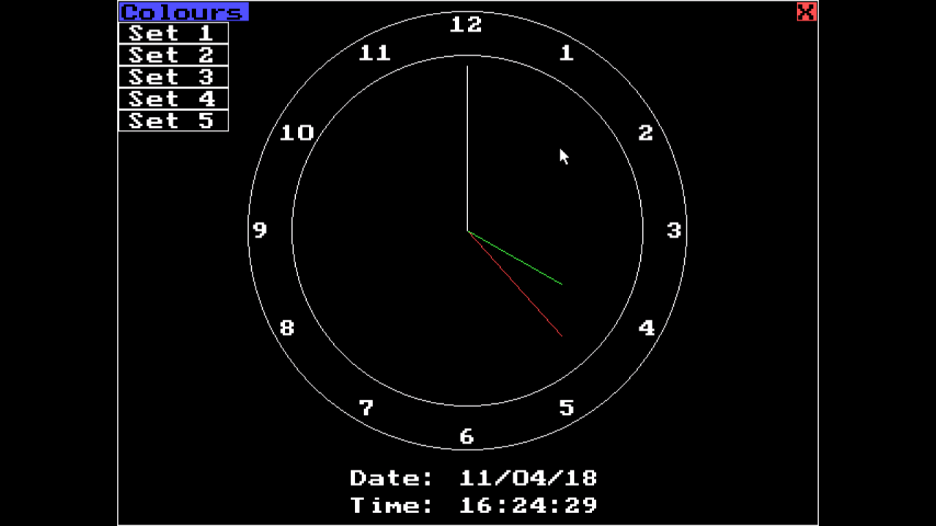 Colours
X
Set 1
Set 2
Set 3
Set 4
Set 5
12
11
1
10
2
9
3
8
4
7
5
6
Date: 11/04/18
Time: 16:24:29